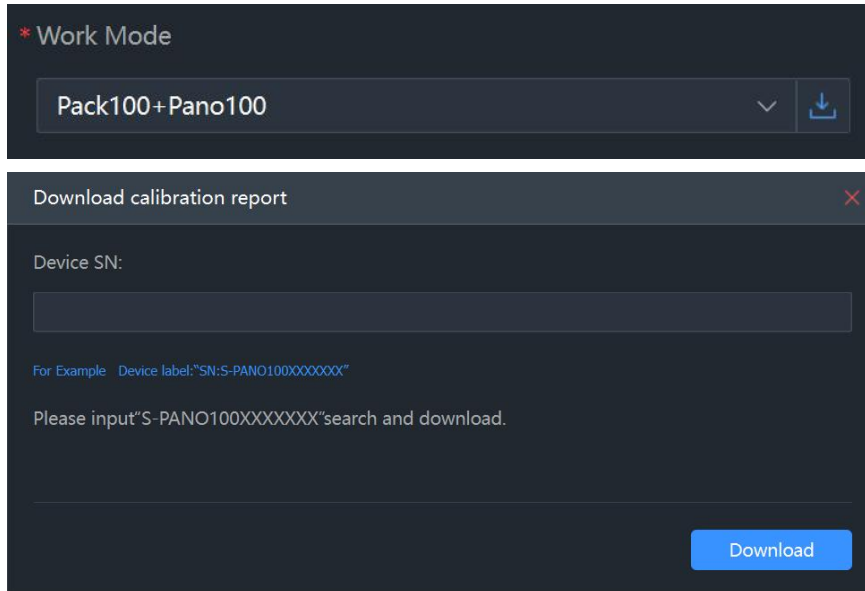 * Work Mode
Pack100+Pano100
Download calibration report
Device SN:
For Example Device label:"SN:S-PANO100XXXXXXX"
Please input“S-PANO100XXXXXXX”search and download.
Download